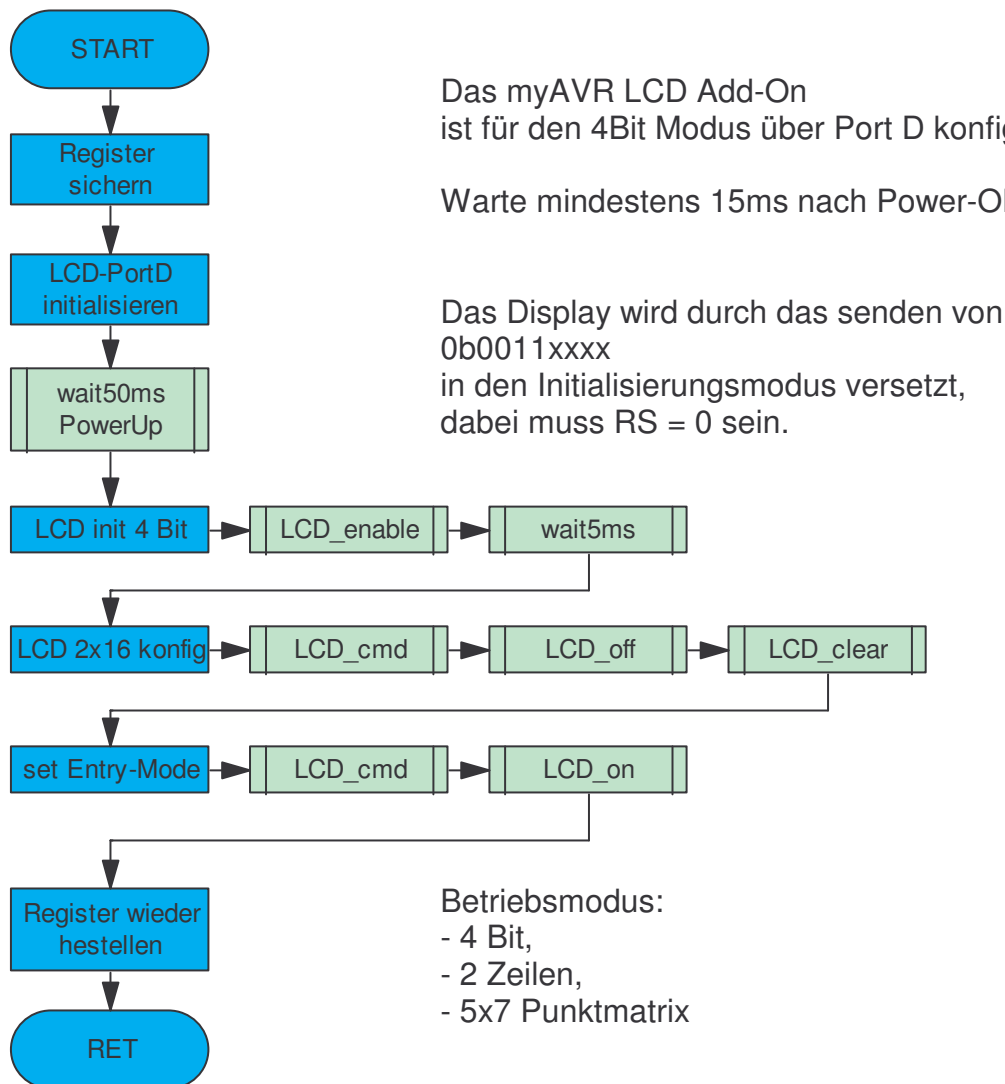 START
Das myAVR LCD Add-On
ist für den 4Bit Modus über Port D
Register
sichern
Warte mindestens 15ms nach
LCD-PortD
initialisieren
Das Display wird durch das senden von
0b0011xxxx
in den Initialisierungsmodus versetzt,
dabei muss RS = 0 sein.
wait50ms
PowerUp
LCD init 4 Bit
LCD_enable
wait5ms
LCD 2x16 konfig
LCD_cmd
LCD_off
LCD_clear
set Entry-Mode
LCD_cmd
LCD_on
Register wieder
hestellen
Betriebsmodus:
- 4 Bit,
- 2 Zeilen,
- 5x7 Punktmatrix
RET